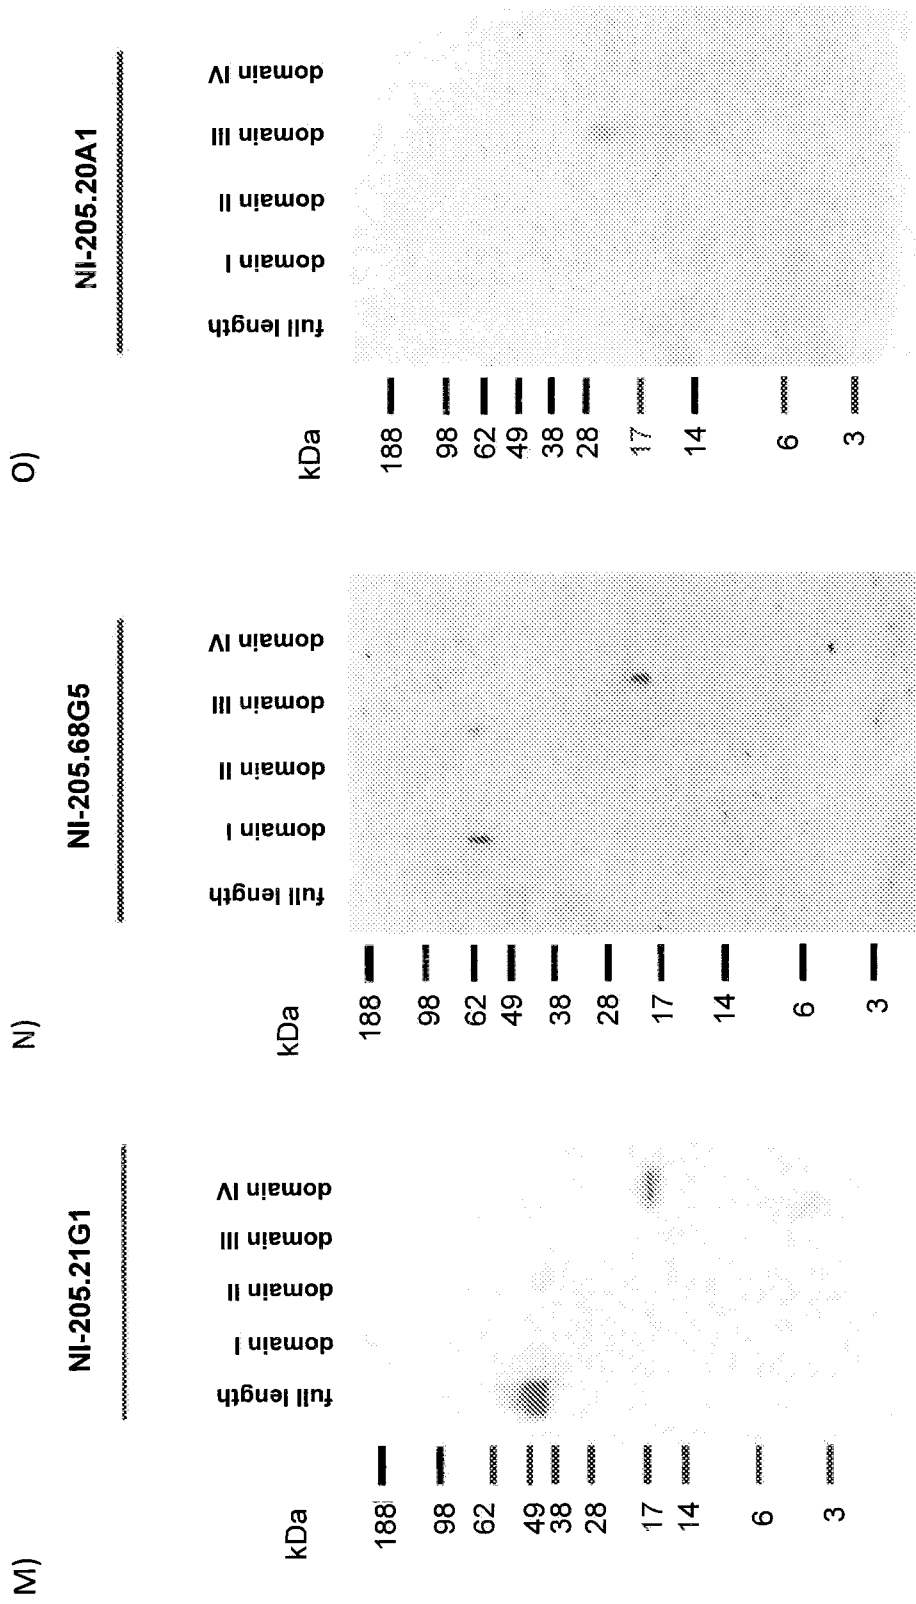 M)
NI-205.21G1
full length
domain I
domain II
domain III
domain IV
kDa
188
98
62
49
38
28
17
14
6
3
N)
NI-205.68G5
full length
domain I
domain II
domain III
domain IV
kDa
188
98
62
49
38
28
17
14
6
3
O)
NI-205.20A1
full length
domain I
domain II
domain III
domain IV
kDa
188
98
62
49
38
28
17
14
6
3